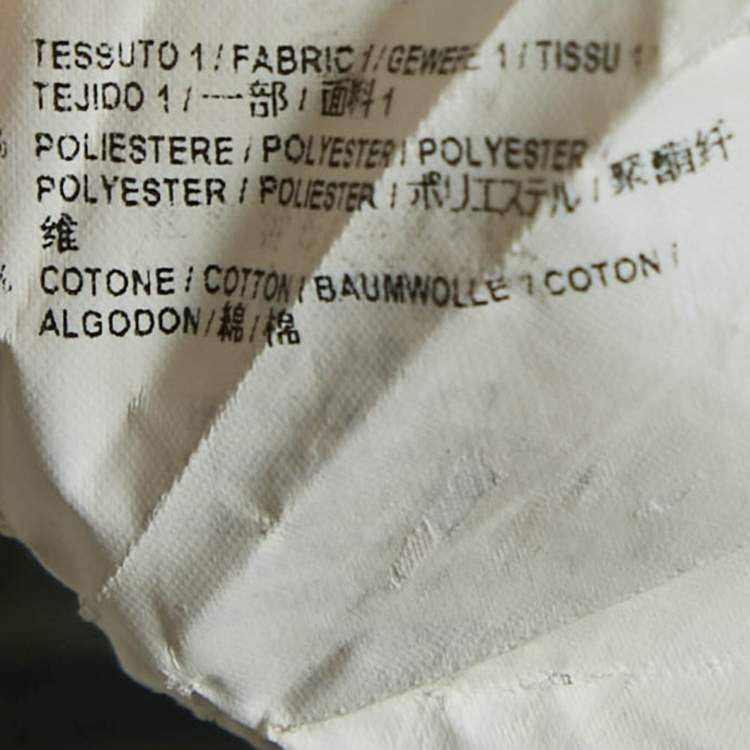 TESSUTO 1 / FABRIC 1 / GEWEBE 1 / TISSU 1
TEJIDO 1 / 一部 / 面料1
% POLIESTERE / POLYESTER / POLYESTER
POLYESTER / POLIESTER / ポリエステル / 聚酯纤
维
% COTONE / COTTON / BAUMWOLLE / COTON /
ALGODON / 綿 / 棉